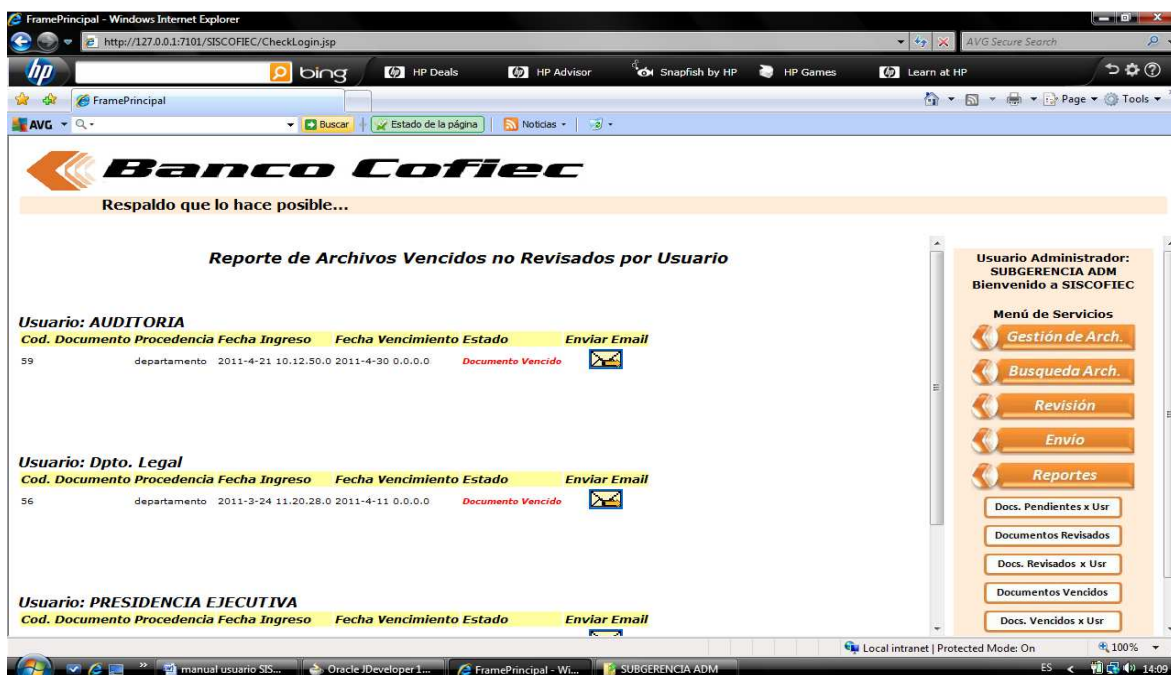 FramePrincipal - Windows Internet Explorer
http://127.0.0.1:7101/SISCOFIEC/CheckLogin.jsp
AVG Secure Search
hp
bing
HP Deals
HP Advisor
Snapfish by HP
HP Games
Learn at HP
FramePrincipal
Page
Tools
AVG
Buscar
Estado de la página
Noticias
Banco Cofiec
Respaldo que lo hace posible...
Reporte de Archivos Vencidos no Revisados por Usuario
Usuario: AUDITORIA
Cod. Documento Procedencia Fecha Ingreso Fecha Vencimiento Estado Enviar Email
59 departamento 2011-4-21 10.12.50.0 2011-4-30 0.0.0.0 Documento Vencido
Usuario: Dpto. Legal
Cod. Documento Procedencia Fecha Ingreso Fecha Vencimiento Estado Enviar Email
56 departamento 2011-3-24 11.20.28.0 2011-4-11 0.0.0.0 Documento Vencido
Usuario: PRESIDENCIA EJECUTIVA
Cod. Documento Procedencia Fecha Ingreso Fecha Vencimiento Estado Enviar Email
Usuario Administrador:
SUBGERENCIA ADM
Bienvenido a SISCOFIEC
Menú de Servicios
Gestión de Arch.
Busqueda Arch.
Revisión
Envio
Reportes
Docs. Pendientes x Usr
Documentos Revisados
Docs. Revisados x Usr
Documentos Vencidos
Docs. Vencidos x Usr
Local intranet | Protected Mode: On
100%
manual usuario SIS...
Oracle JDeveloper 1...
FramePrincipal - Wi...
SUBGERENCIA ADM
ES
14:09